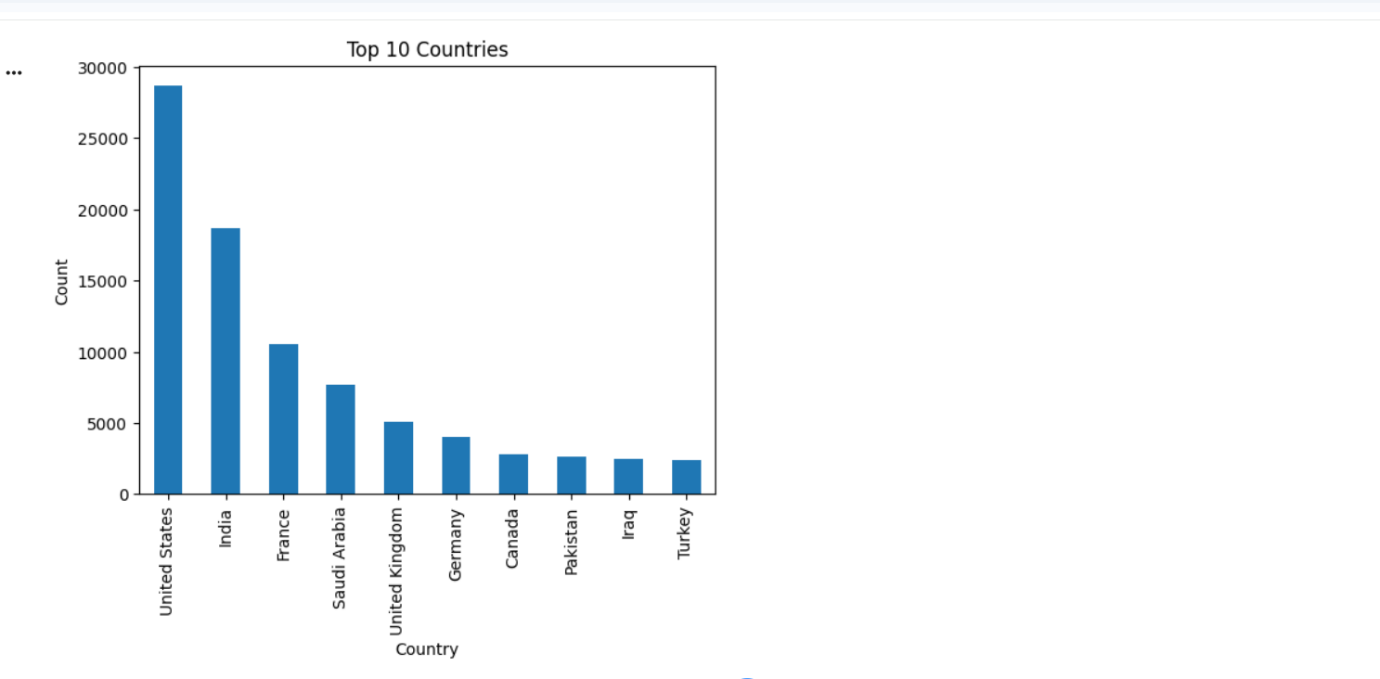 ...
Top 10 Countries
30000
25000
20000
15000
10000
5000
0
Count
United States
India
France
Saudi Arabia
United Kingdom
Germany
Canada
Pakistan
Iraq
Turkey
Country